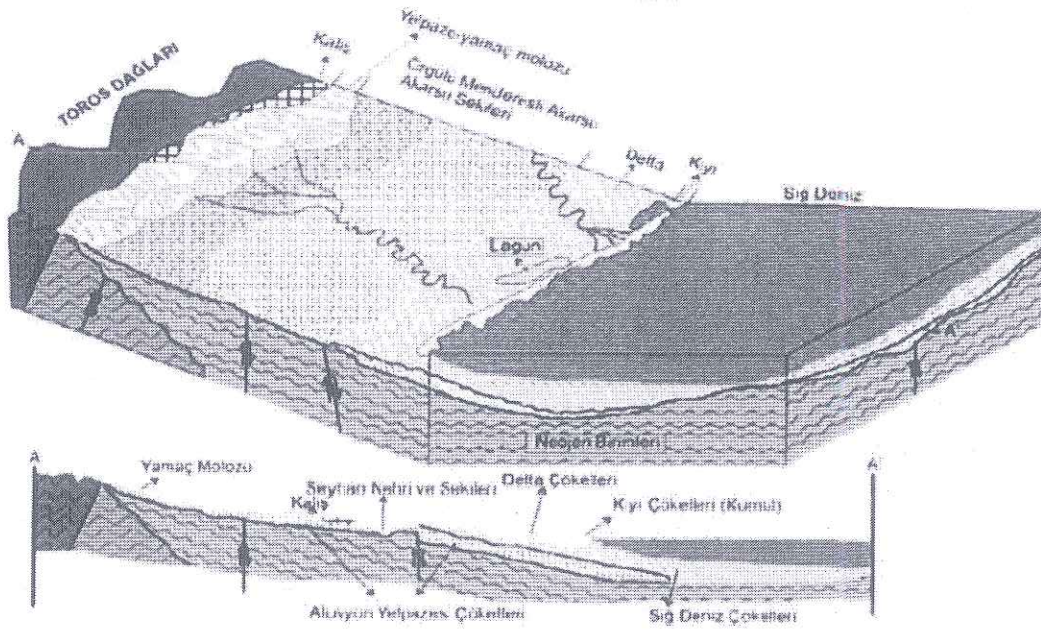 Kaliş
Yelpaze-yamaç molozu
TOROS DAĞLARI
Örgülü Menderesli Akarsu
Akarsu Sekileri
A
Delta
Kıyı
Sığ Deniz
Lagün
Neojen Birimleri
A
A'
Yamaç Molozu
Seyhan Nehri ve Sekileri
Delta Çökelleri
Kaliş
Kıyı Çökelleri (Kumul)
Alüvyon Yelpazesi Çökelleri
Sığ Deniz Çökelleri